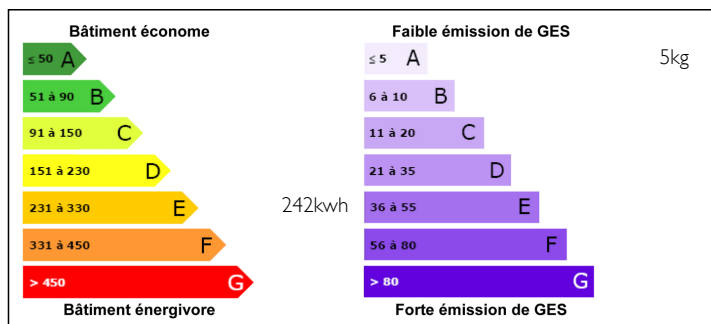 Bâtiment économe
≤ 50 A
51 à 90 B
91 à 150 C
151 à 230 D
231 à 330 E
242kwh
331 à 450 F
> 450 G
Bâtiment énergivore
Faible émission de GES
≤ 5 A
5kg
6 à 10 B
11 à 20 C
21 à 35 D
36 à 55 E
56 à 80 F
> 80 G
Forte émission de GES